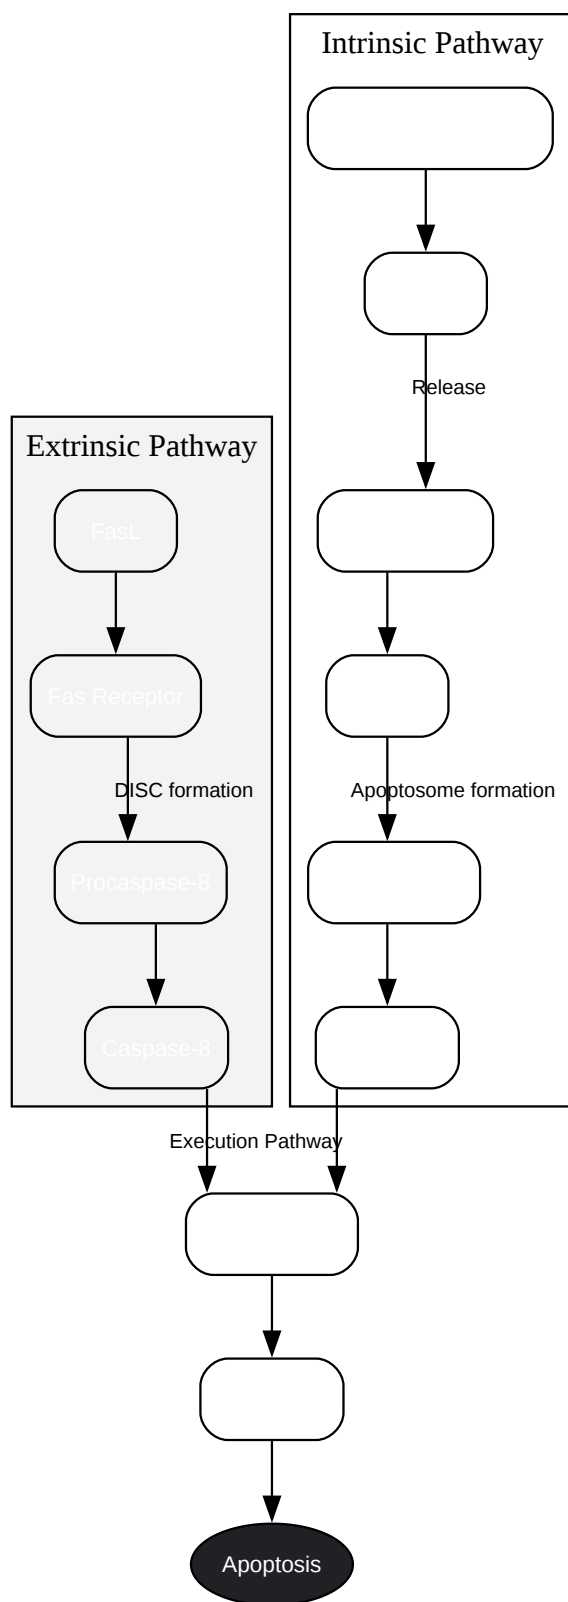 Intrinsic Pathway
Release
Extrinsic Pathway
FasL
Fas Receptor
DISC formation
Apoptosome formation
Procaspase-8
Caspase-8
Execution Pathway
Apoptosis